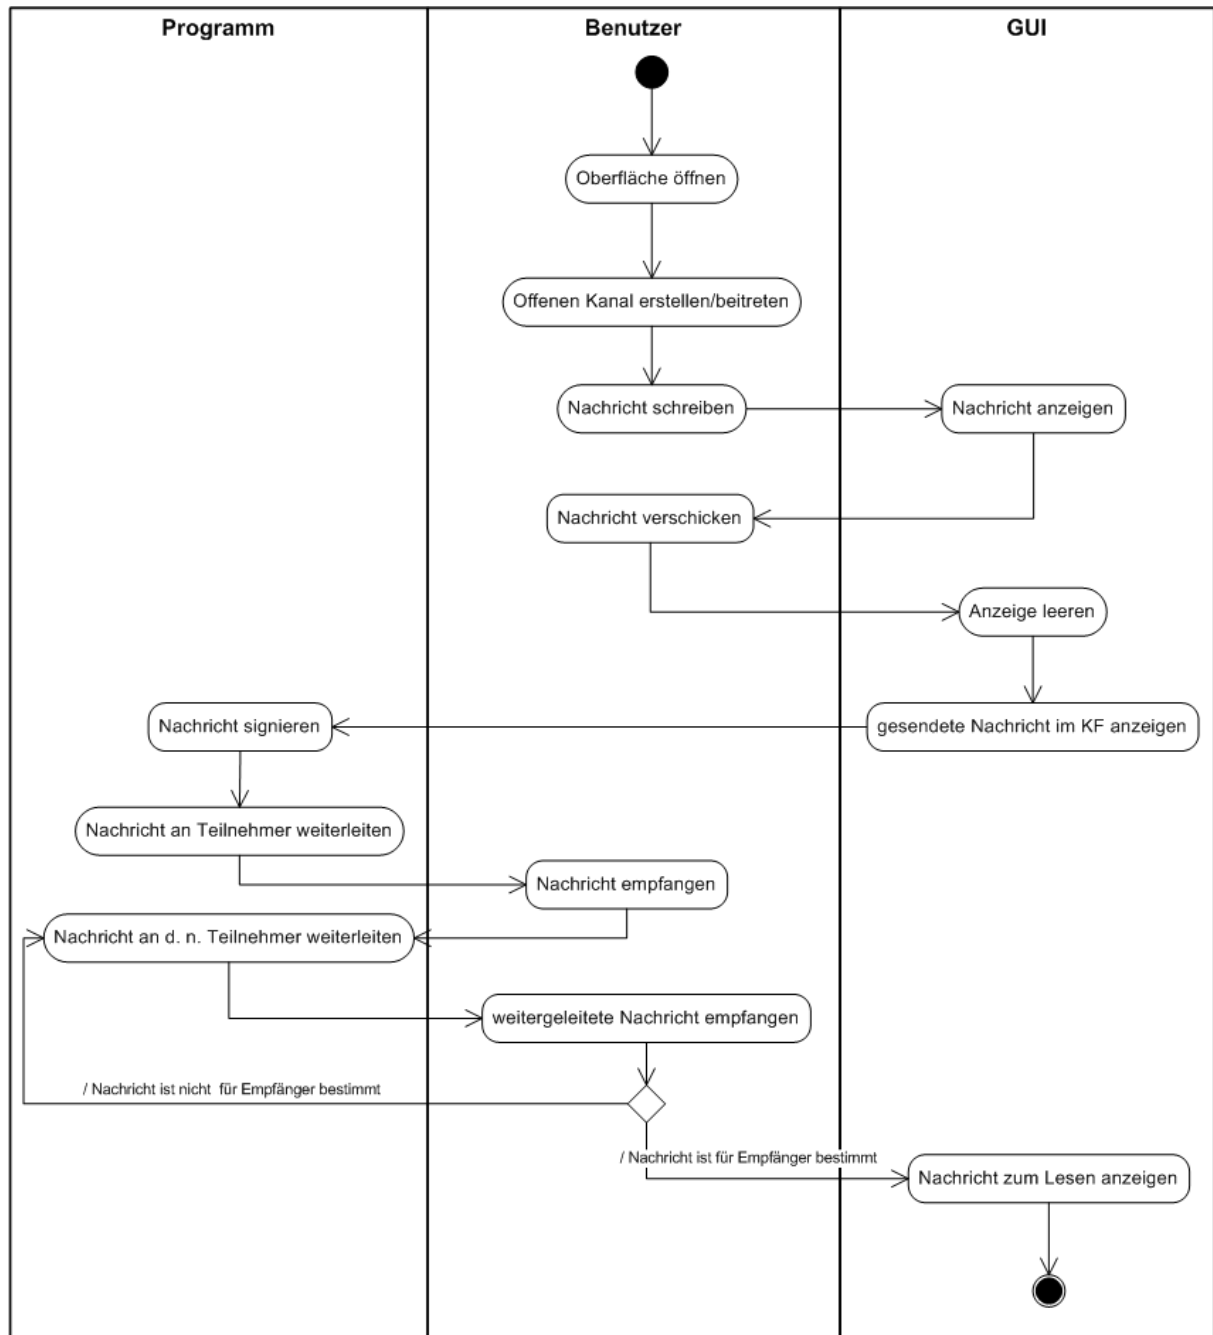 Programm
Benutzer
GUI
Oberfläche öffnen
Offenen Kanal erstellen/beitreten
Nachricht schreiben
Nachricht anzeigen
Nachricht verschicken
Anzeige leeren
gesendete Nachricht im KF anzeigen
Nachricht signieren
Nachricht an Teilnehmer weiterleiten
Nachricht empfangen
Nachricht an d. n. Teilnehmer weiterleiten
weitergeleitete Nachricht empfangen
/ Nachricht ist nicht für Empfänger bestimmt
/ Nachricht ist für Empfänger bestimmt
Nachricht zum Lesen anzeigen